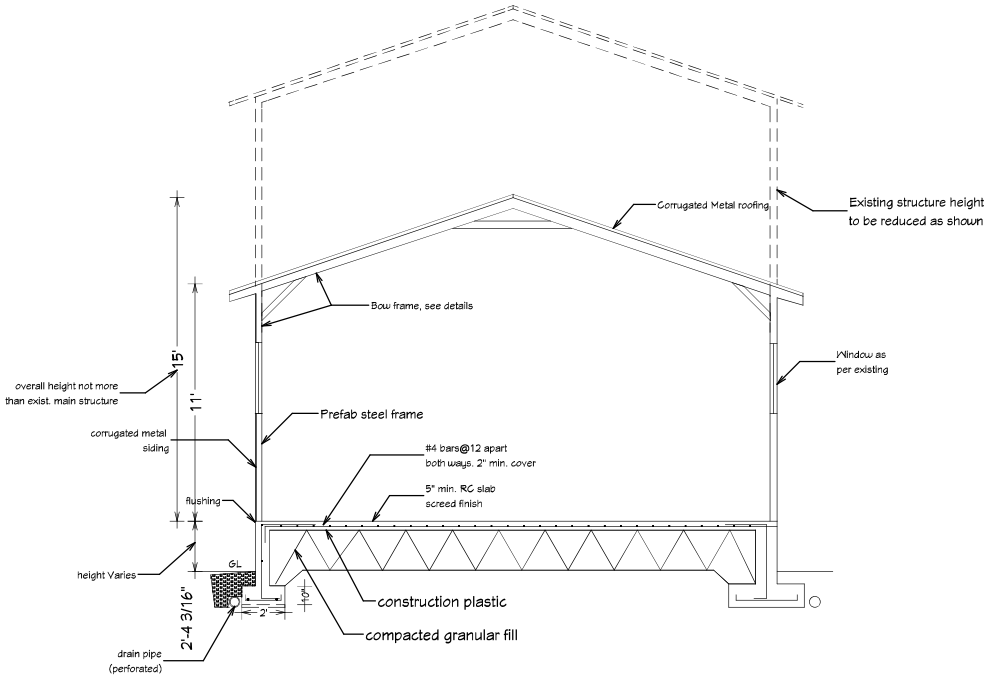 Existing structure height
to be reduced as shown
Corrugated Metal roofing
Bow frame, see details
15'
Window as
per existing
overall height not more
than exist. main structure
11'
Prefab steel frame
corrugated metal
siding
#4 bars@12 apart
both ways. 2" min. cover
5" min. RC slab
screed finish
flushing
GL
height Varies
10"
2'
2'-4 3/16"
construction plastic
compacted granular fill
drain pipe
(perforated)